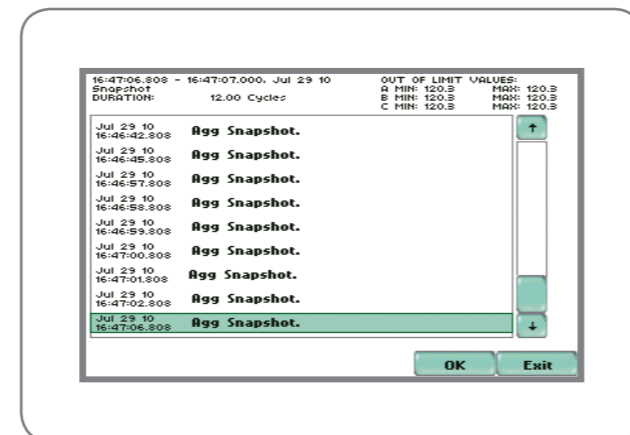 16:47:06.808 - 16:47:07.000, Jul 29 10 OUT OF LIMIT VALUES:
Snapshot A MIN: 120.3 MAX: 120.3
DURATION: 12.00 Cycles B MIN: 120.3 MAX: 120.3
C MIN: 120.3 MAX: 120.3
Jul 29 10
16:46:42.808 Agg Snapshot.
Jul 29 10
16:46:45.808 Agg Snapshot.
Jul 29 10
16:46:57.808 Agg Snapshot.
Jul 29 10
16:46:58.808 Agg Snapshot.
Jul 29 10
16:46:59.808 Agg Snapshot.
Jul 29 10
16:47:00.808 Agg Snapshot.
Jul 29 10
16:47:01.808 Agg Snapshot.
Jul 29 10
16:47:02.808 Agg Snapshot.
Jul 29 10
16:47:06.808 Agg Snapshot.
OK Exit